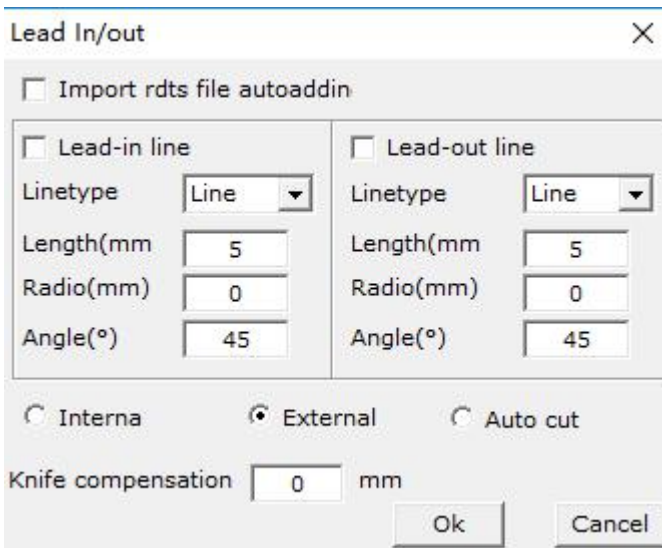 Lead In/out
Import rdts file autoaddin
Lead-in line
Linetype Line
Length(mm 5
Radio(mm) 0
Angle(°) 45
Lead-out line
Linetype Line
Length(mm 5
Radio(mm) 0
Angle(°) 45
Interna External Auto cut
Knife compensation 0 mm
Ok Cancel